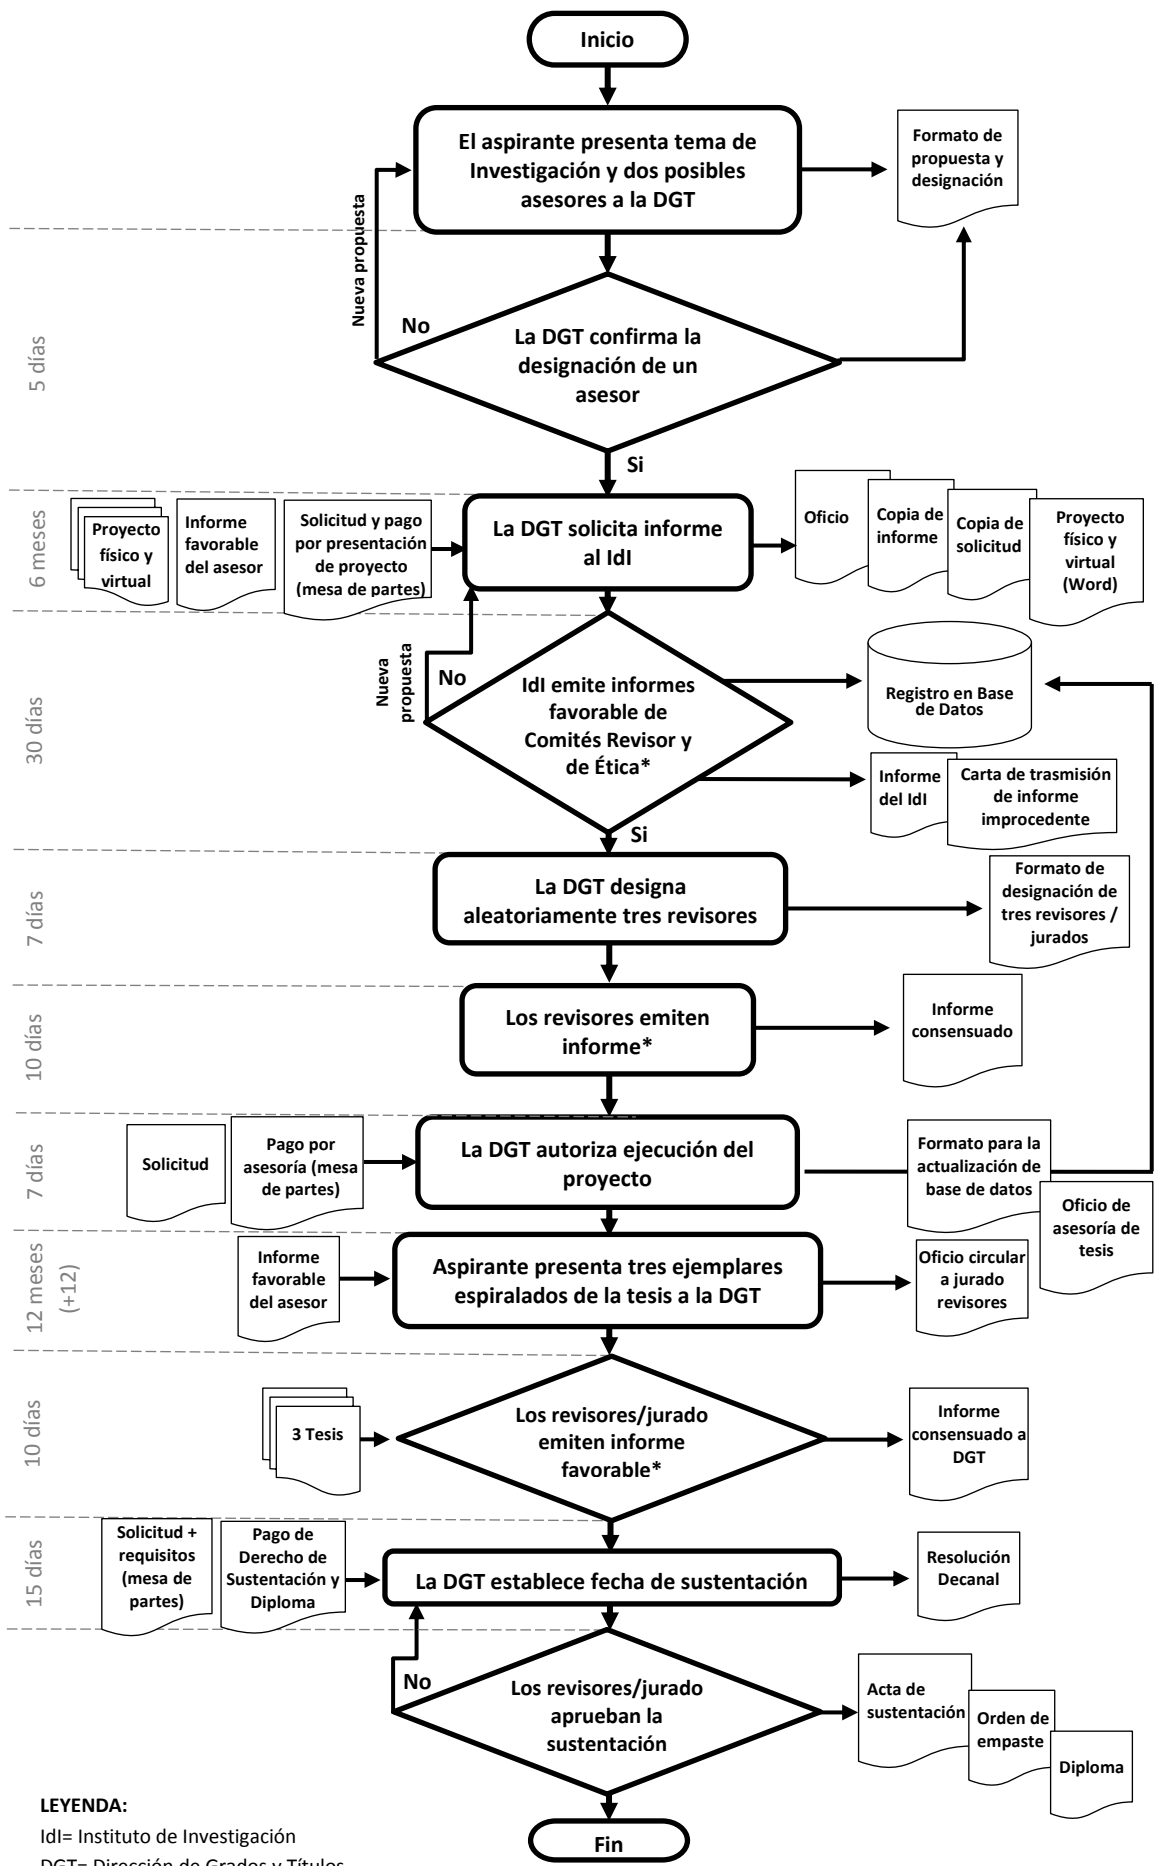 Inicio
El aspirante presenta tema de
Investigación y dos posibles
asesores a la DGT
Formato de
propuesta y
designación
Nueva propuesta
5 días
No
La DGT confirma la
designación de un
asesor
Si
6 meses
Proyecto
físico y
virtual
Informe
favorable
del asesor
Solicitud y pago
por presentación
de proyecto
(mesa de partes)
La DGT solicita informe
al IdI
Oficio
Copia de
informe
Copia de
solicitud
Proyecto
físico y
virtual
(Word)
30 días
Nueva
propuesta
No
IdI emite informes
favorable de
Comités Revisor y
de Ética*
Registro en Base
de Datos
Informe
del IdI
Carta de trasmisión
de informe
improcedente
Si
7 días
La DGT designa
aleatoriamente tres revisores
Formato de
designación de
tres revisores /
jurados
10 días
Los revisores emiten
informe*
Informe
consensuado
7 días
Solicitud
Pago por
asesoría (mesa
de partes)
La DGT autoriza ejecución del
proyecto
Formato para la
actualización de
base de datos
Oficio de
asesoría de
tesis
12 meses
(+12)
Informe
favorable
del asesor
Aspirante presenta tres ejemplares
espiralados de la tesis a la DGT
Oficio circular
a jurado
revisores
10 días
3 Tesis
Los revisores/jurado
emiten informe
favorable*
Informe
consensuado a
DGT
15 días
Solicitud +
requisitos
(mesa de
partes)
Pago de
Derecho de
Sustentación y
Diploma
La DGT establece fecha de sustentación
Resolución
Decanal
No
Los revisores/jurado
aprueban la
sustentación
Acta de
sustentación
Orden de
empaste
Diploma
LEYENDA:
IdI= Instituto de Investigación
DGT= Dirección de Grados y Títulos
Fin